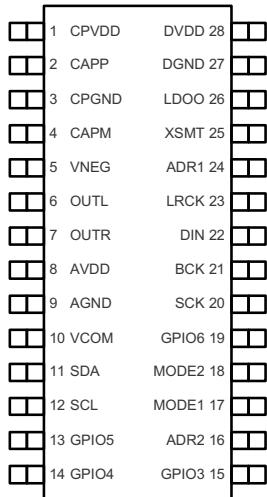 1 CPVDD DVDD 28
2 CAPP DGND 27
3 CPGND LDOO 26
4 CAPM XSMT 25
5 VNEG ADR1 24
6 OUTL LRCK 23
7 OUTR DIN 22
8 AVDD BCK 21
9 AGND SCK 20
10 VCOM GPIO6 19
11 SDA MODE2 18
12 SCL MODE1 17
13 GPIO5 ADR2 16
14 GPIO4 GPIO3 15